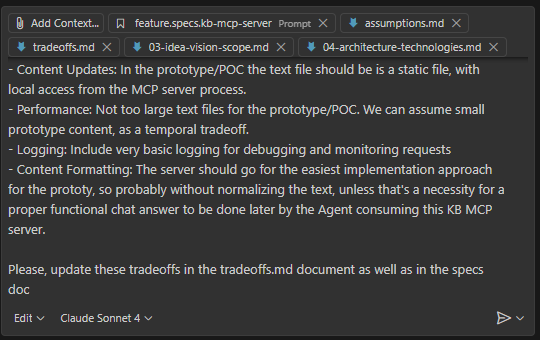 Add Context... feature.specs.kb-mcp-server Prompt assumptions.md
tradeoffs.md 03-idea-vision-scope.md 04-architecture-technologies.md
- Content Updates: In the prototype/POC the text file should be is a static file, with
local access from the MCP server process.
- Performance: Not too large text files for the prototype/POC. We can assume small
prototype content, as a temporal tradeoff.
- Logging: Include very basic logging for debugging and monitoring requests
- Content Formatting: The server should go for the easiest implementation approach
for the prototy, so probably without normalizing the text, unless that's a necessity for a
proper functional chat answer to be done later by the Agent consuming this KB MCP
server.
Please, update these tradeoffs in the tradeoffs.md document as well as in the specs
doc
Edit Claude Sonnet 4